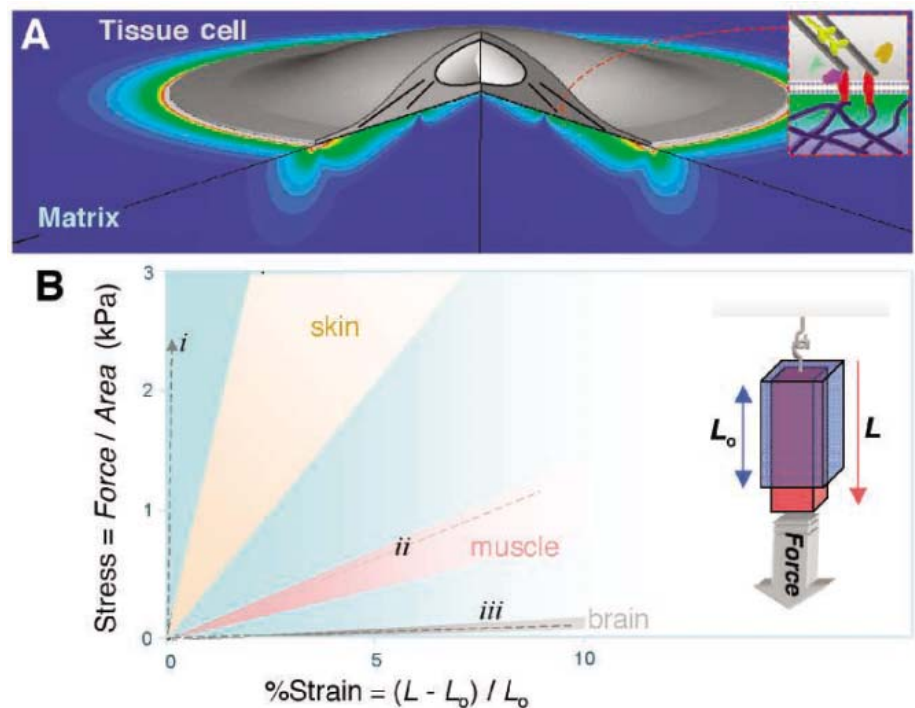 A
Tissue cell
Matrix
B
Stress = Force / Area (kPa)
3
2
1
0
i
skin
ii
muscle
iii
brain
0
5
10
%Strain = (L - Lo) / Lo
Lo
L
Force